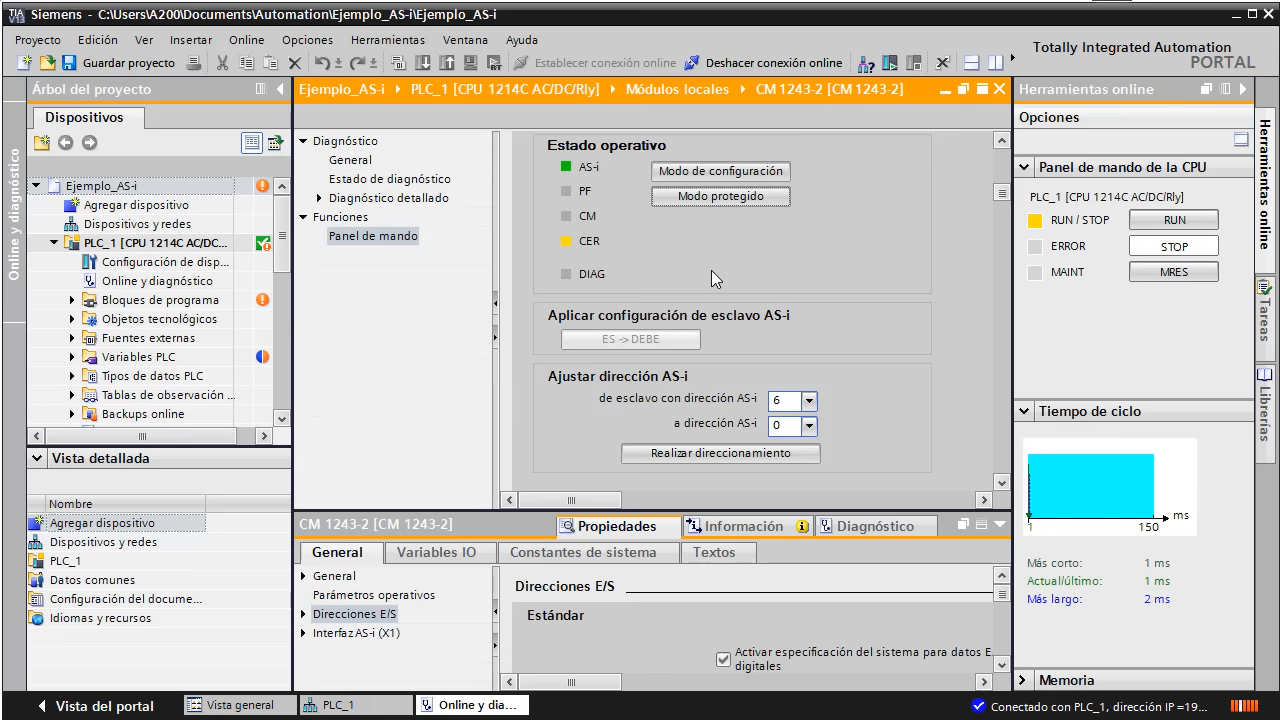 TIA
V13
Siemens - C:\Users\A200\Documents\Automation\Ejemplo_AS-i\Ejemplo_AS-i
Proyecto Edición Ver Insertar Online Opciones Herramientas Ventana Ayuda
Totally Integrated Automation
PORTAL
Guardar proyecto
Establecer conexión online
Deshacer conexión online
Árbol del proyecto
Dispositivos
Online y diagnóstico
Ejemplo_AS-i
Agregar dispositivo
Dispositivos y redes
PLC_1 [CPU 1214C AC/DC...
Configuración de disp...
Online y diagnóstico
Bloques de programa
Objetos tecnológicos
Fuentes externas
Variables PLC
Tipos de datos PLC
Tablas de observación ...
Backups online
Vista detallada
Nombre
Agregar dispositivo
Dispositivos y redes
PLC_1
Datos comunes
Configuración del docume...
Idiomas y recursos
Ejemplo_AS-i PLC_1 [CPU 1214C AC/DC/Rly] Módulos locales CM 1243-2 [CM 1243-2]
Diagnóstico
General
Estado de diagnóstico
Diagnóstico detallado
Funciones
Panel de mando
Estado operativo
AS-i Modo de configuración
PF Modo protegido
CM
CER
DIAG
Aplicar configuración de esclavo AS-i
ES -> DEBE
Ajustar dirección AS-i
de esclavo con dirección AS-i 6
a dirección AS-i 0
Realizar direccionamiento
CM 1243-2 [CM 1243-2]
Propiedades Información Diagnóstico
General Variables IO Constantes de sistema Textos
General
Parámetros operativos
Direcciones E/S
Interfaz AS-i (X1)
Direcciones E/S
Estándar
Activar especificación del sistema para datos E
digitales
Herramientas online
Opciones
Panel de mando de la CPU
PLC_1 [CPU 1214C AC/DC/Rly]
RUN / STOP RUN
ERROR STOP
MAINT MRES
Tiempo de ciclo
ms
1 150
Más corto: 1 ms
Actual/último: 1 ms
Más largo: 2 ms
Memoria
Herramientas online
Tareas
Librerías
Vista del portal
Vista general
PLC_1
Online y dia...
Conectado con PLC_1, dirección IP =19...